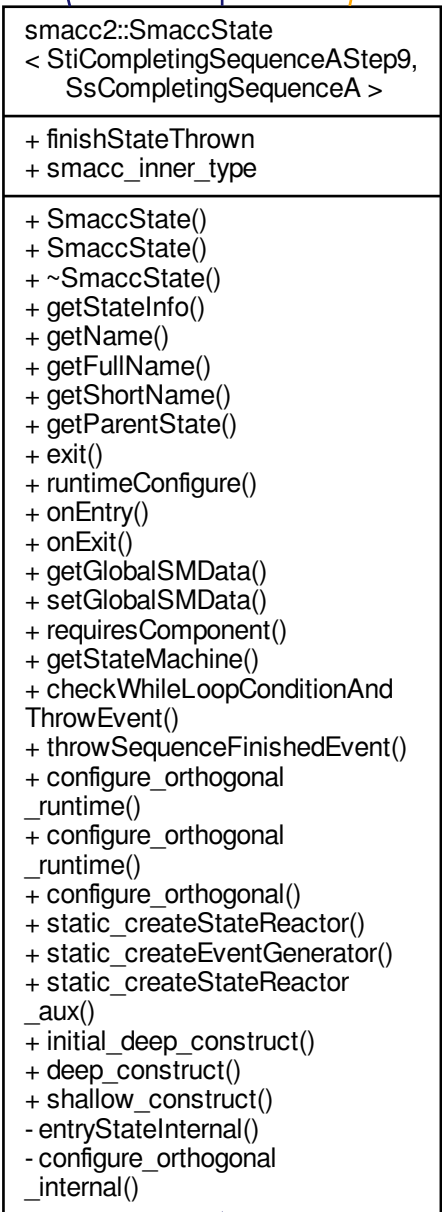 smacc2::SmaccState
< StiCompletingSequenceAStep9,
SsCompletingSequenceA >
+ finishStateThrown
+ smacc_inner_type
+ SmaccState()
+ SmaccState()
+ ~SmaccState()
+ getStateInfo()
+ getName()
+ getFullName()
+ getShortName()
+ getParentState()
+ exit()
+ runtimeConfigure()
+ onEntry()
+ onExit()
+ getGlobalSMData()
+ setGlobalSMData()
+ requiresComponent()
+ getStateMachine()
+ checkWhileLoopConditionAnd
ThrowEvent()
+ throwSequenceFinishedEvent()
+ configure_orthogonal
_runtime()
+ configure_orthogonal
_runtime()
+ configure_orthogonal()
+ static_createStateReactor()
+ static_createEventGenerator()
+ static_createStateReactor
_aux()
+ initial_deep_construct()
+ deep_construct()
+ shallow_construct()
- entryStateInternal()
- configure_orthogonal
_internal()